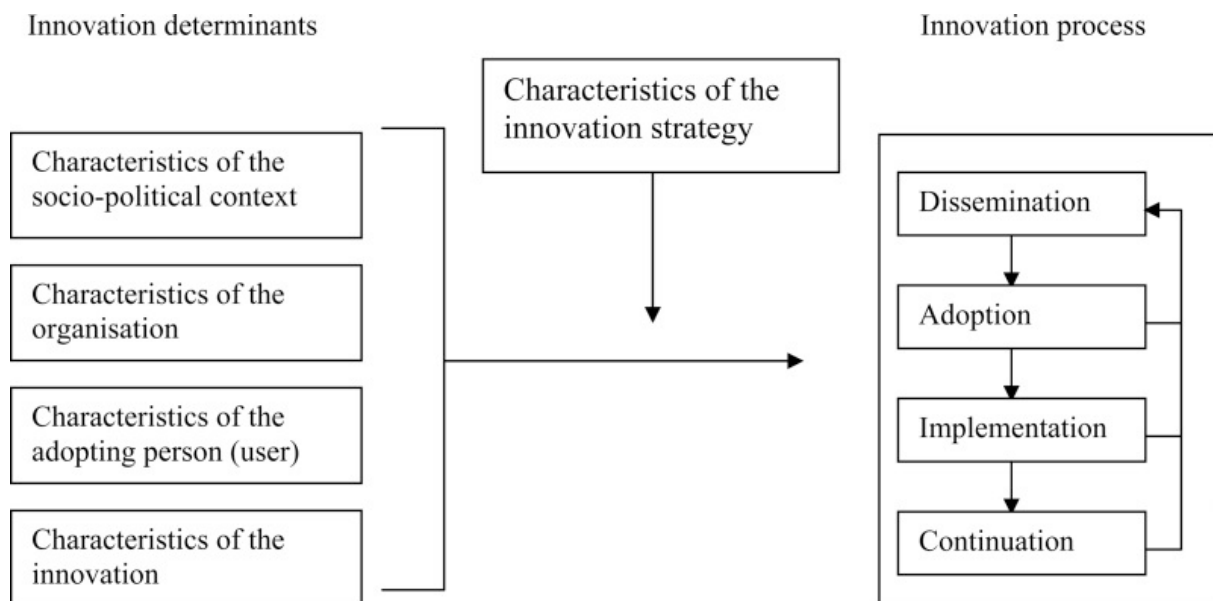 Innovation determinants
Innovation process
Characteristics of the
innovation strategy
Characteristics of the
socio-political context
Characteristics of the
organisation
Characteristics of the
adopting person (user)
Characteristics of the
innovation
Dissemination
Adoption
Implementation
Continuation